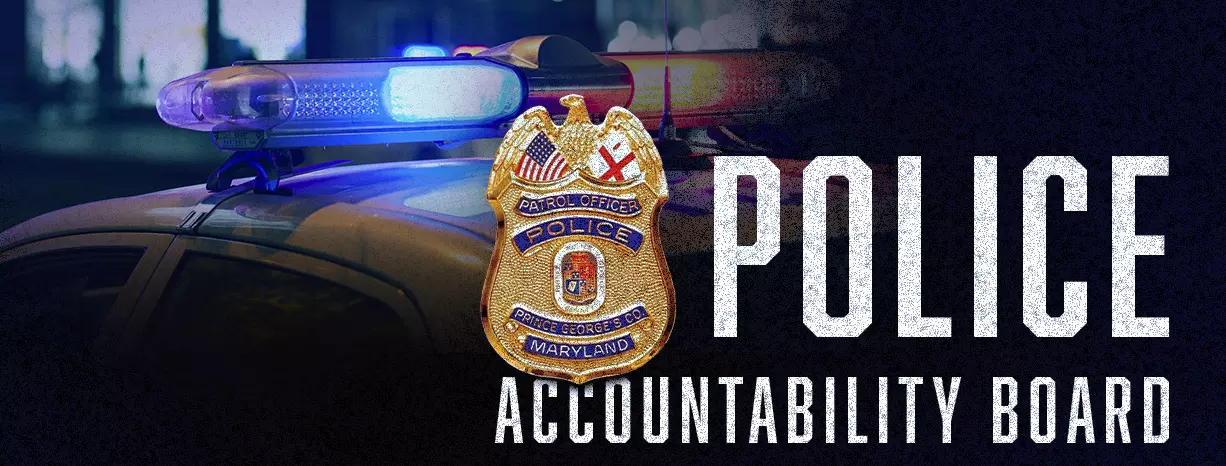 PATROL OFFICER
POLICE
PRINCE GEORGE'S CO.
MARYLAND
POLICE
ACCOUNTABILITY BOARD